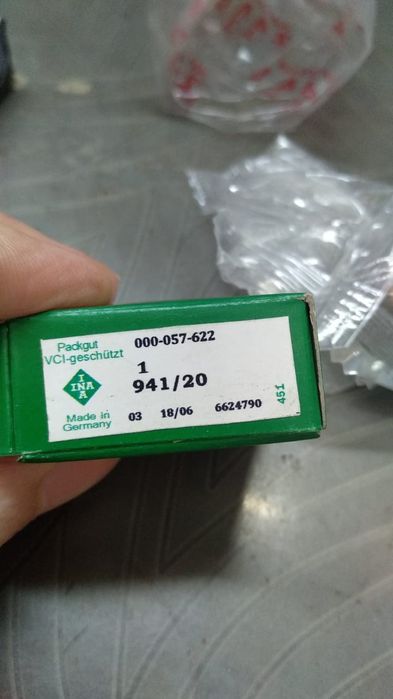 Packgut
VCI-geschützt
000-057-622
1
941/20
INA
Made in
Germany
03 18/06 6624790
451